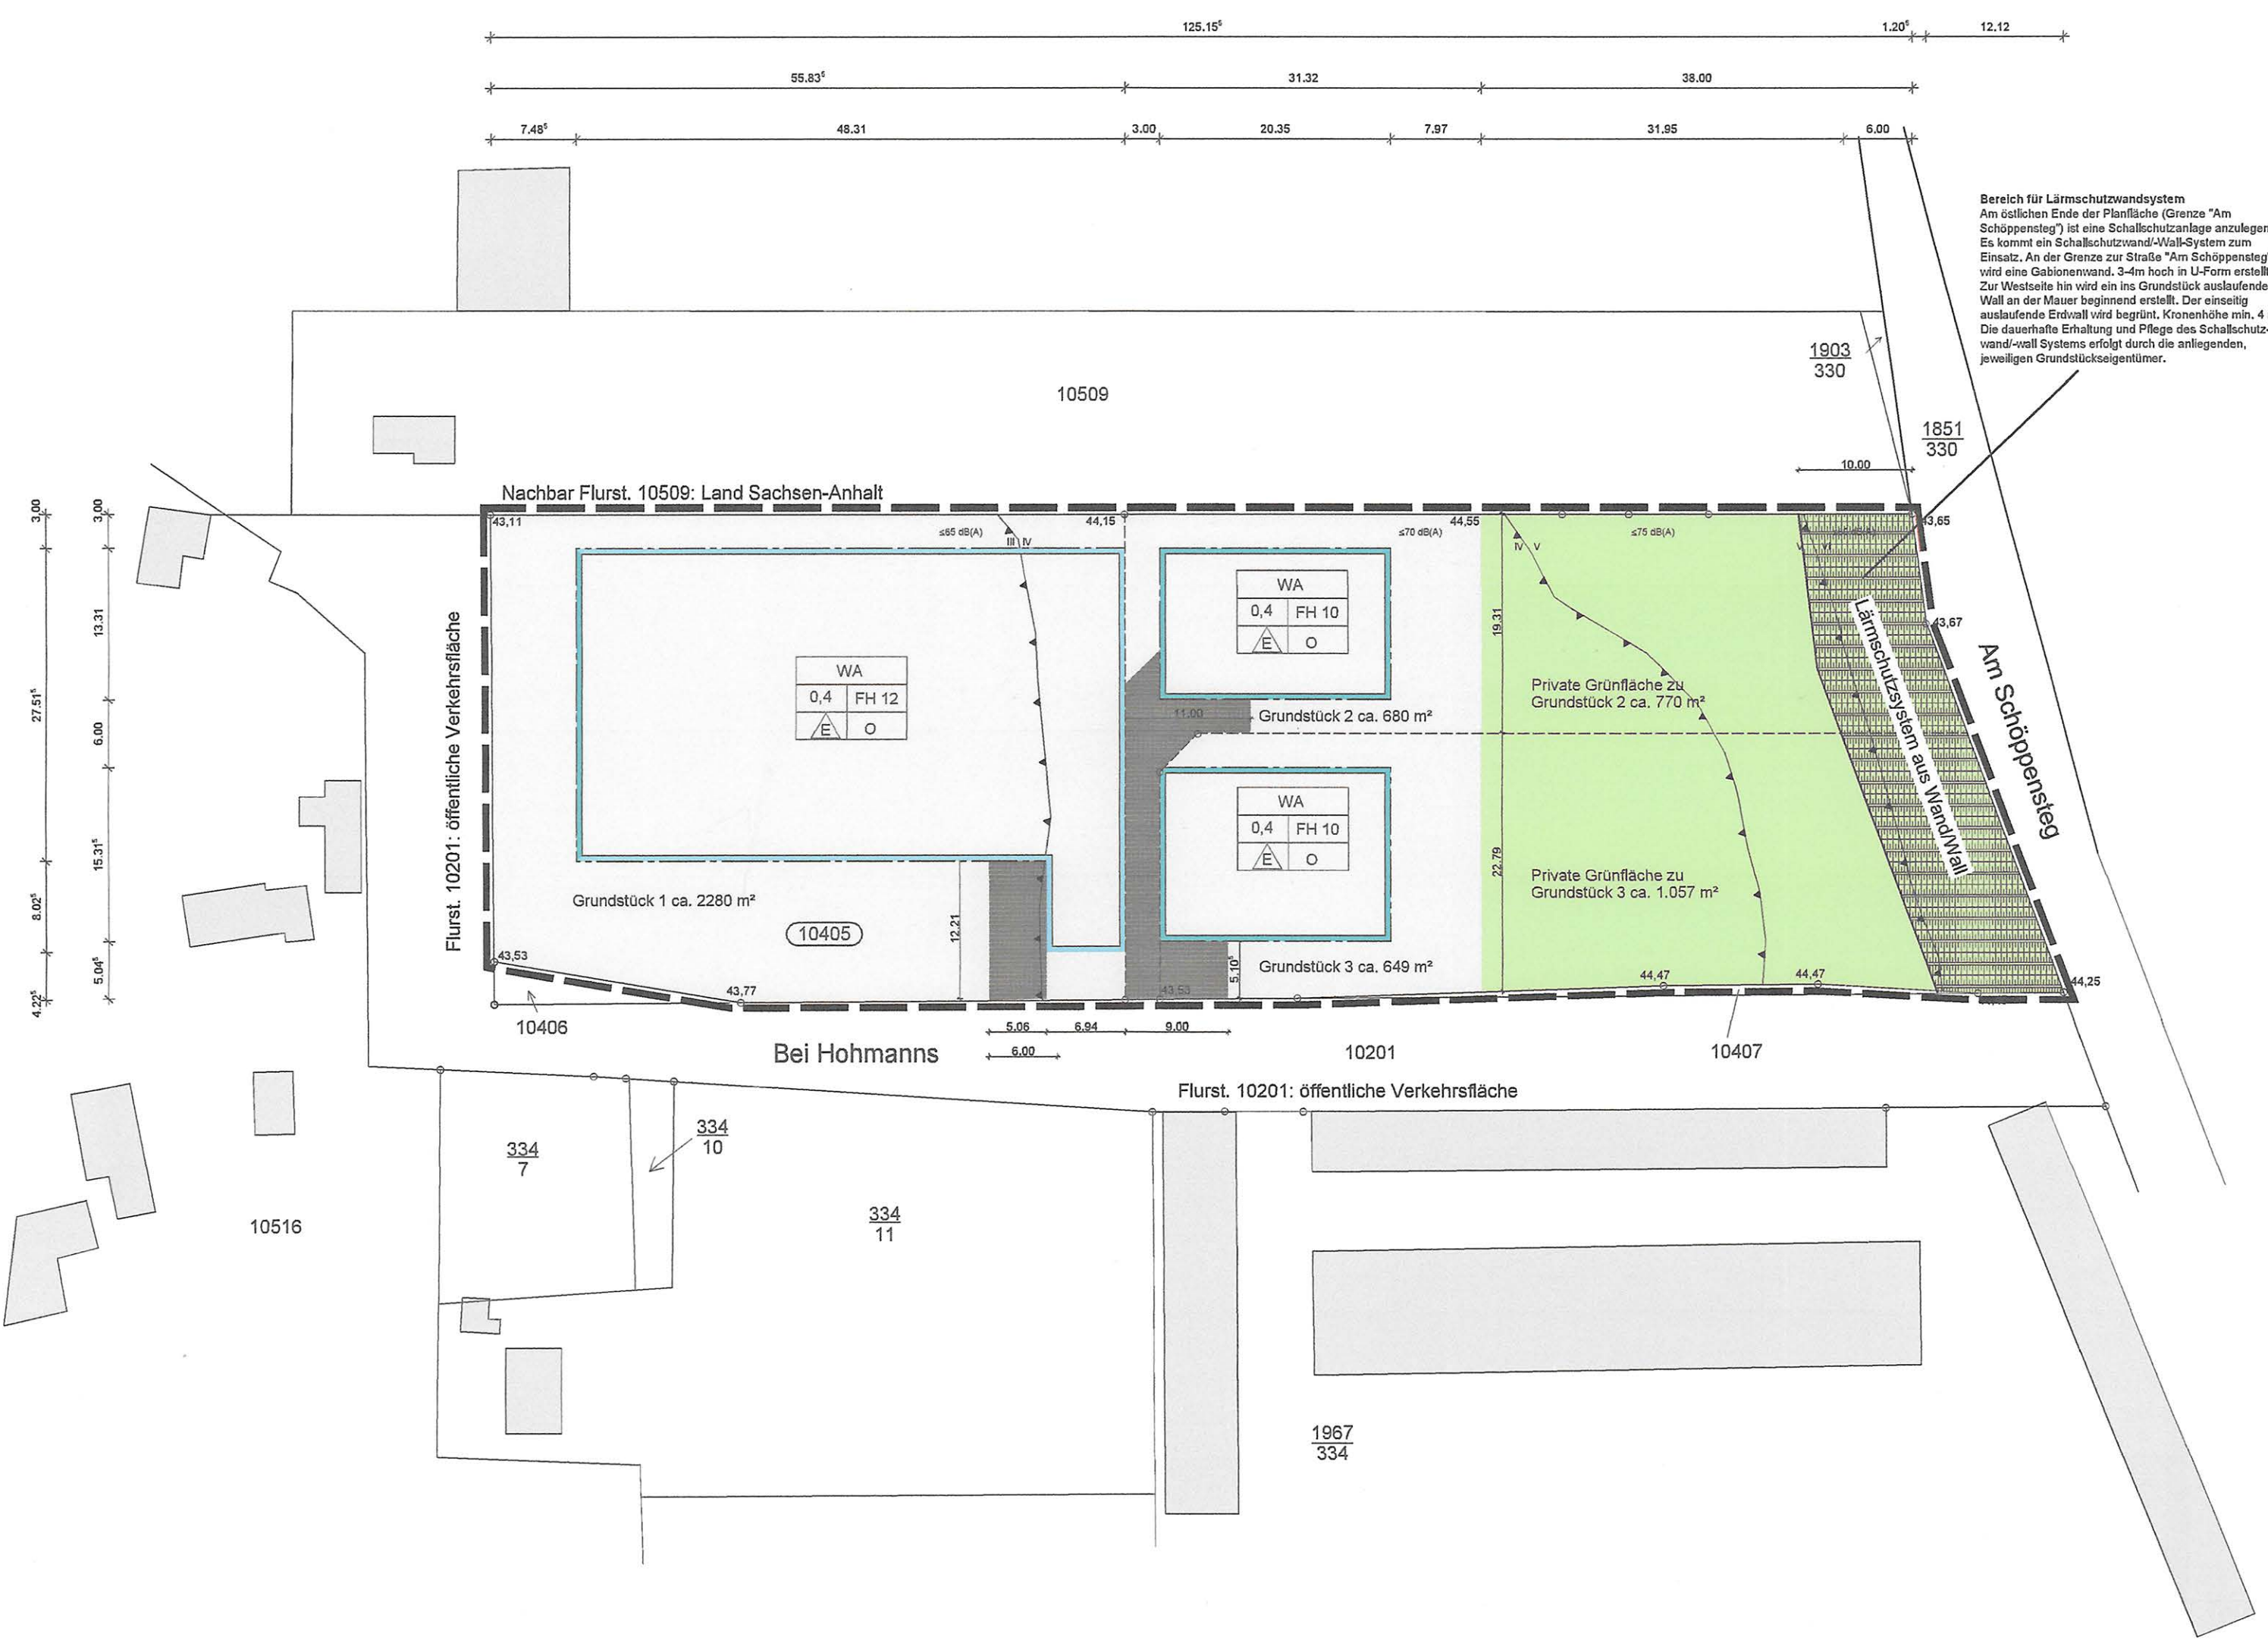 125.15⁵
1.20⁵
12.12
55.83⁵
31.32
38.00
7.48⁵
48.31
3.00
20.35
7.97
31.95
6.00
Bereich für Lärmschutzwandsystem
Am östlichen Ende der Planfläche (Grenze "Am
Schöppensteg") ist eine Schallschutzanlage anzulegen
Es kommt ein Schallschutzwand/-Wall-System zum
Einsatz. An der Grenze zur Straße "Am Schöppensteg"
wird eine Gabionenwand. 3-4m hoch in U-Form erstellt
Zur Westseite hin wird ein ins Grundstück auslaufende
Wall an der Mauer beginnend erstellt. Der einseitig
auslaufende Erdwall wird begrünt. Kronenhöhe min. 4
Die dauerhafte Erhaltung und Pflege des Schallschutz-
wand/-wall Systems erfolgt durch die anliegenden,
jeweiligen Grundstückseigentümer.
1903
330
10509
1851
330
10.00
Nachbar Flurst. 10509: Land Sachsen-Anhalt
3,00
3,00
43,11
≤65 dB(A)
44,15
≤70 dB(A)
44,55
≤75 dB(A)
43,65
III IV
IV V
V VI
WA
0,4 FH 10
E O
13.31
19.31
43,67
Flurst. 10201: öffentliche Verkehrsfläche
WA
0,4 FH 12
E O
Private Grünfläche zu
Grundstück 2 ca. 770 m²
27.51⁵
6.00
11.00
Grundstück 2 ca. 680 m²
Lärmschutzsystem aus Wand/Wall
Am Schöppensteg
WA
0,4 FH 10
E O
15.31⁵
22.79
Private Grünfläche zu
Grundstück 3 ca. 1.057 m²
8.02⁵
Grundstück 1 ca. 2280 m²
10405
12.21
43,53
5.04⁵
5.10⁵
Grundstück 3 ca. 649 m²
44,47
44,47
44,25
4.22⁵
43,77
43,53
10406
5.06
6.94
9.00
6.00
Bei Hohmanns
10201
10407
Flurst. 10201: öffentliche Verkehrsfläche
334
7
334
10
10516
334
11
1967
334